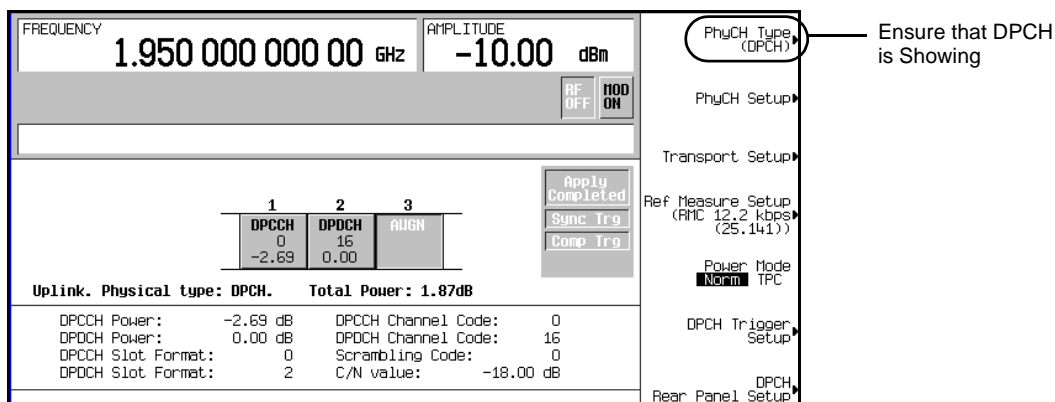 FREQUENCY
1.950 000 000 00 GHz
AMPLITUDE
-10.00 dBm
RF OFF
MOD ON
Apply Completed
Sync Trg
Comp Trg
1 2 3
DPCCH DPDCH AWGN
0 16
-2.69 0.00
Uplink. Physical type: DPCH. Total Power: 1.87dB
DPCCH Power: -2.69 dB DPCCH Channel Code: 0
DPDCH Power: 0.00 dB DPDCH Channel Code: 16
DPCCH Slot Format: 0 Scrambling Code: 0
DPDCH Slot Format: 2 C/N value: -18.00 dB
PhyCH Type
(DPCH)
PhyCH Setup
Transport Setup
Ref Measure Setup
(RMC 12.2 kbps
(25.141))
Power Mode
Norm TPC
DPCH Trigger
Setup
DPCH
Rear Panel Setup
Ensure that DPCH
is Showing